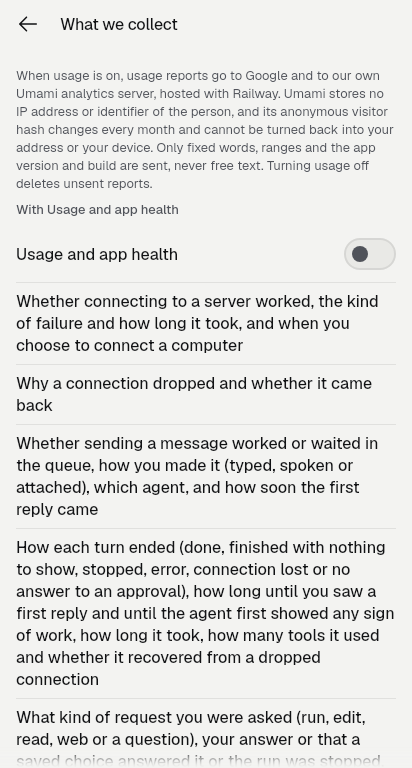 What we collect
When usage is on, usage reports go to Google and to our own
Umami analytics server, hosted with Railway. Umami stores no
IP address or identifier of the person, and its anonymous visitor
hash changes every month and cannot be turned back into your
address or your device. Only fixed words, ranges and the app
version and build are sent, never free text. Turning usage off
deletes unsent reports.
With Usage and app health
Usage and app health
Whether connecting to a server worked, the kind
of failure and how long it took, and when you
choose to connect a computer
Why a connection dropped and whether it came
back
Whether sending a message worked or waited in
the queue, how you made it (typed, spoken or
attached), which agent, and how soon the first
reply came
How each turn ended (done, finished with nothing
to show, stopped, error, connection lost or no
answer to an approval), how long until you saw a
first reply and until the agent first showed any sign
of work, how long it took, how many tools it used
and whether it recovered from a dropped
connection
What kind of request you were asked (run, edit,
read, web or a question), your answer or that a
saved choice answered it or the run was stopped